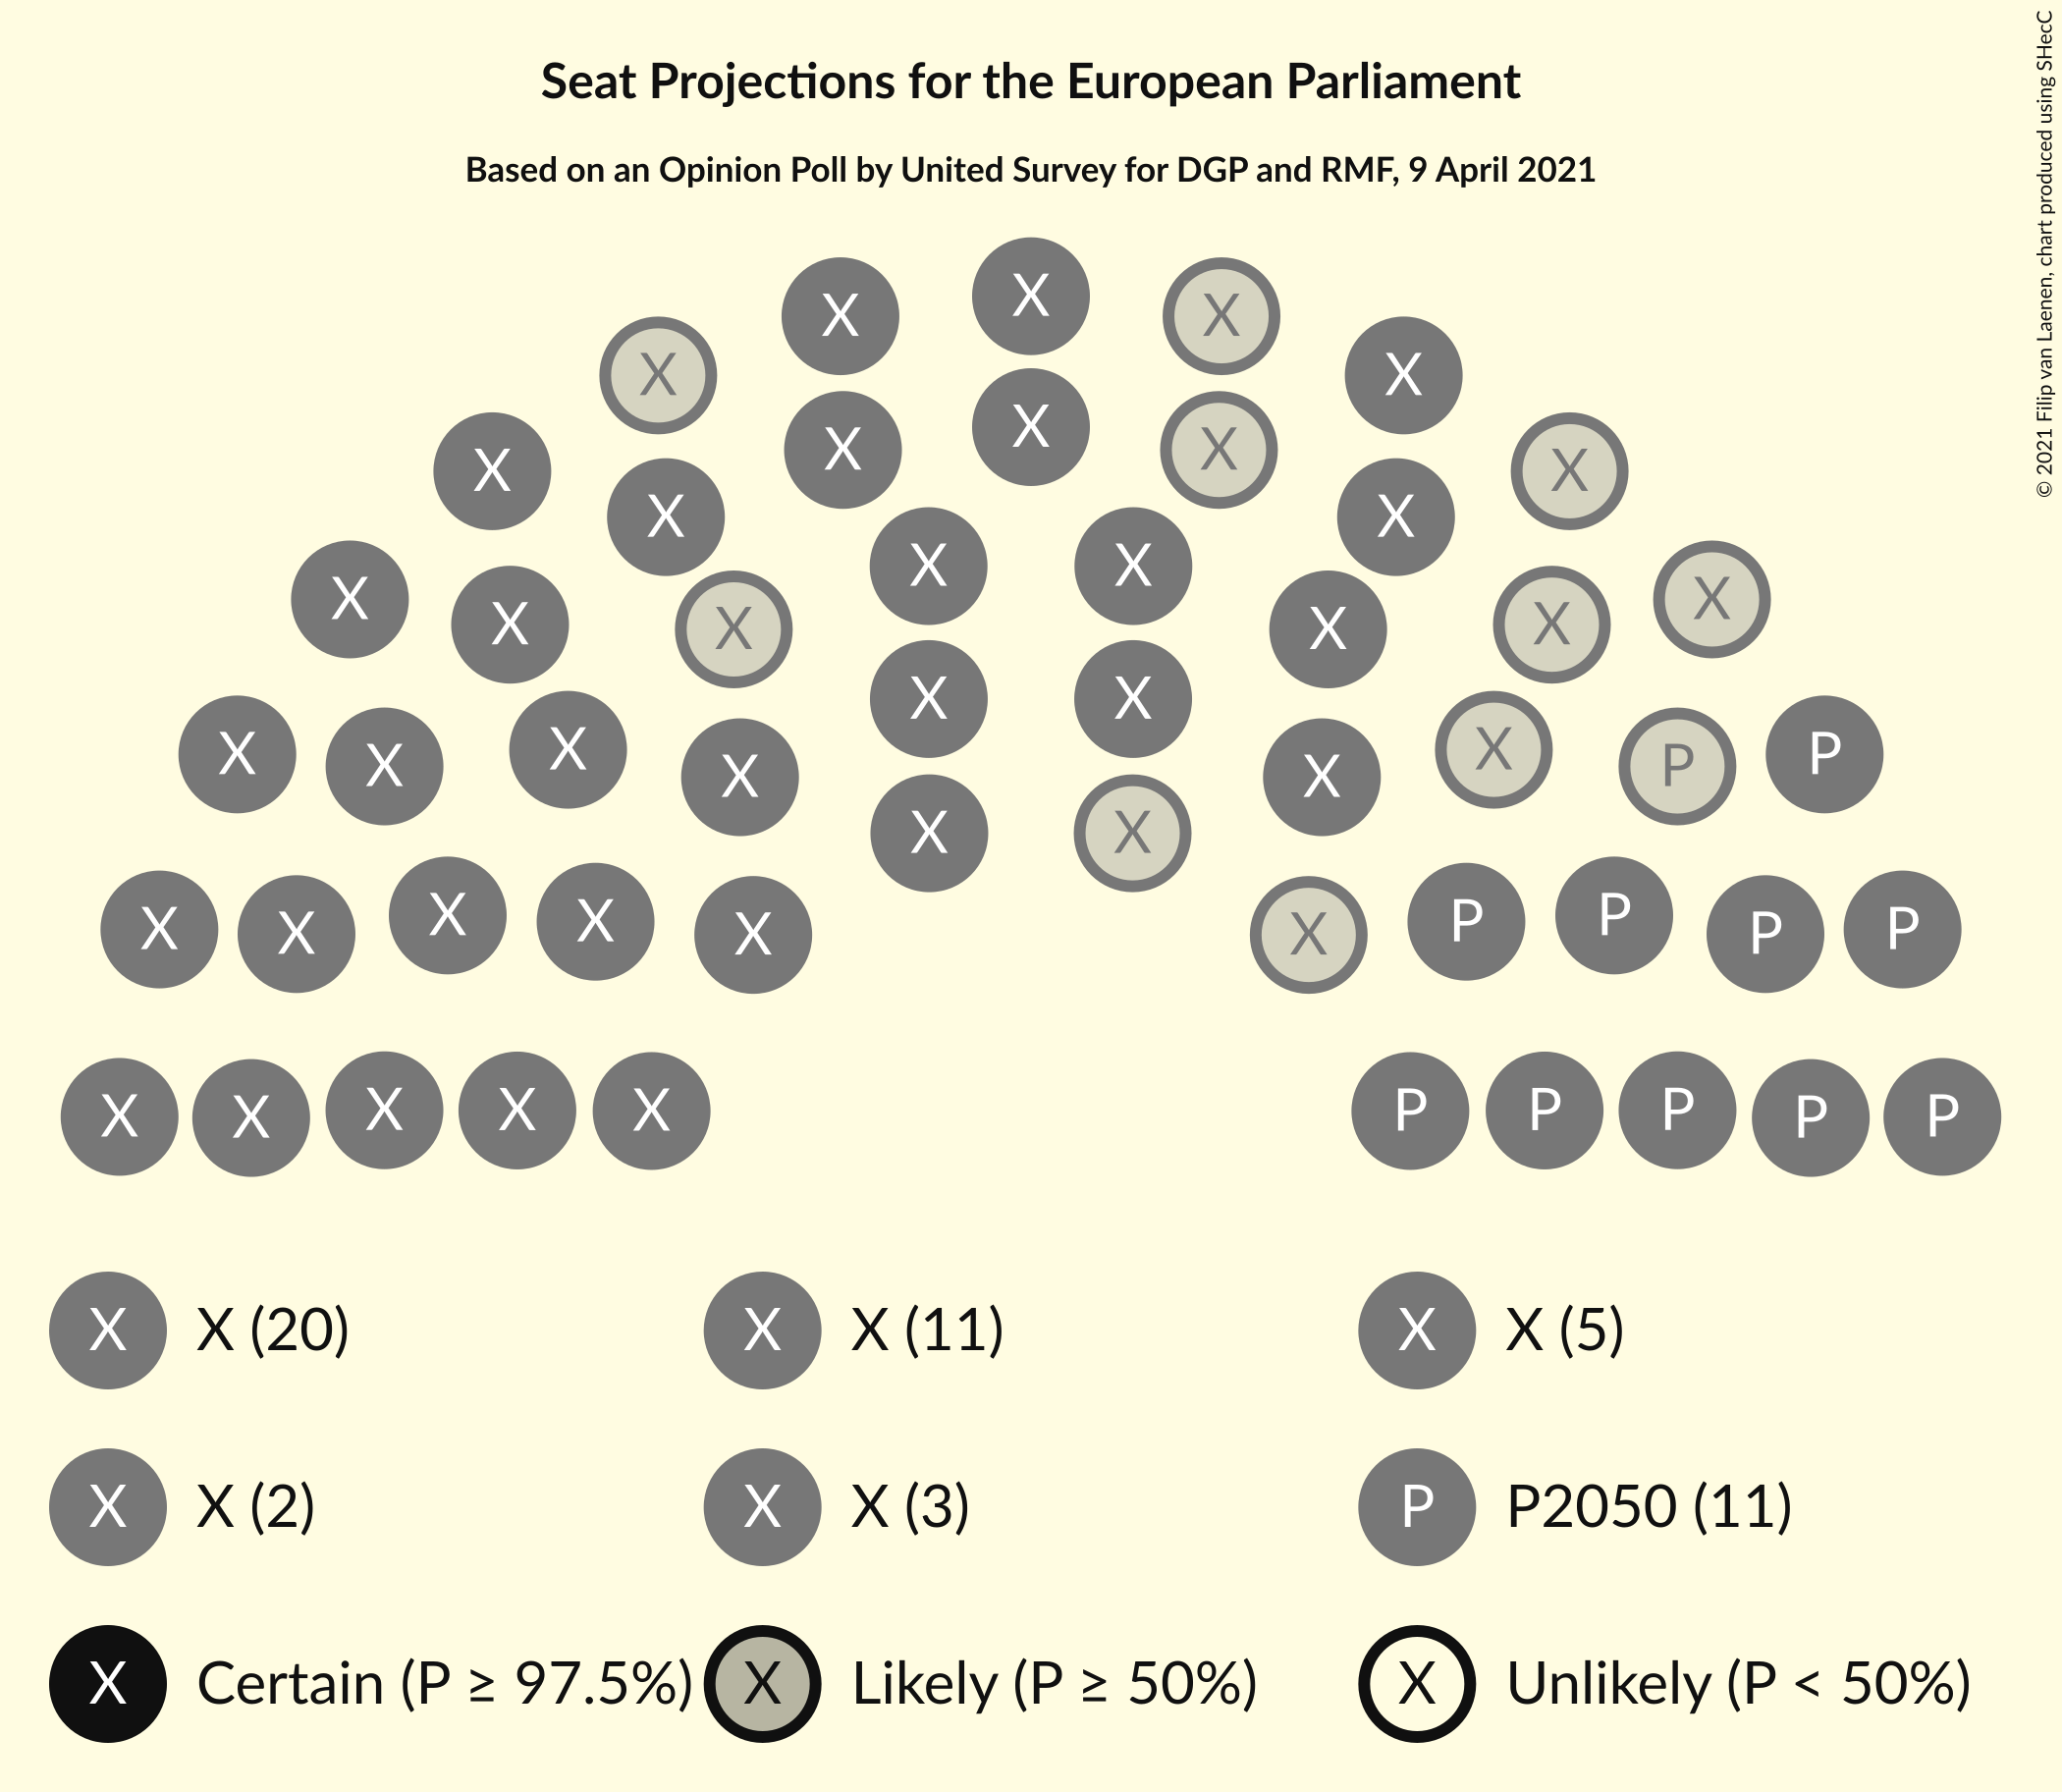 Seat Projections for the European Parliament
Based on an Opinion Poll by United Survey for DGP and RMF, 9 April 2021
© 2021 Filip van Laenen, chart produced using SHecC
X
X X
X X
X
X X
X X
X X
X X
X X
X X X
X X
X X X
X X
X X P
X X X X
X X
X X
P P
X X X X X X P P P P
X X X X X P P P P P
X X (20) X X (11) X X (5)
X X (2) X X (3) P P2050 (11)
X Certain (P ≥ 97.5%) X Likely (P ≥ 50%) X Unlikely (P < 50%)